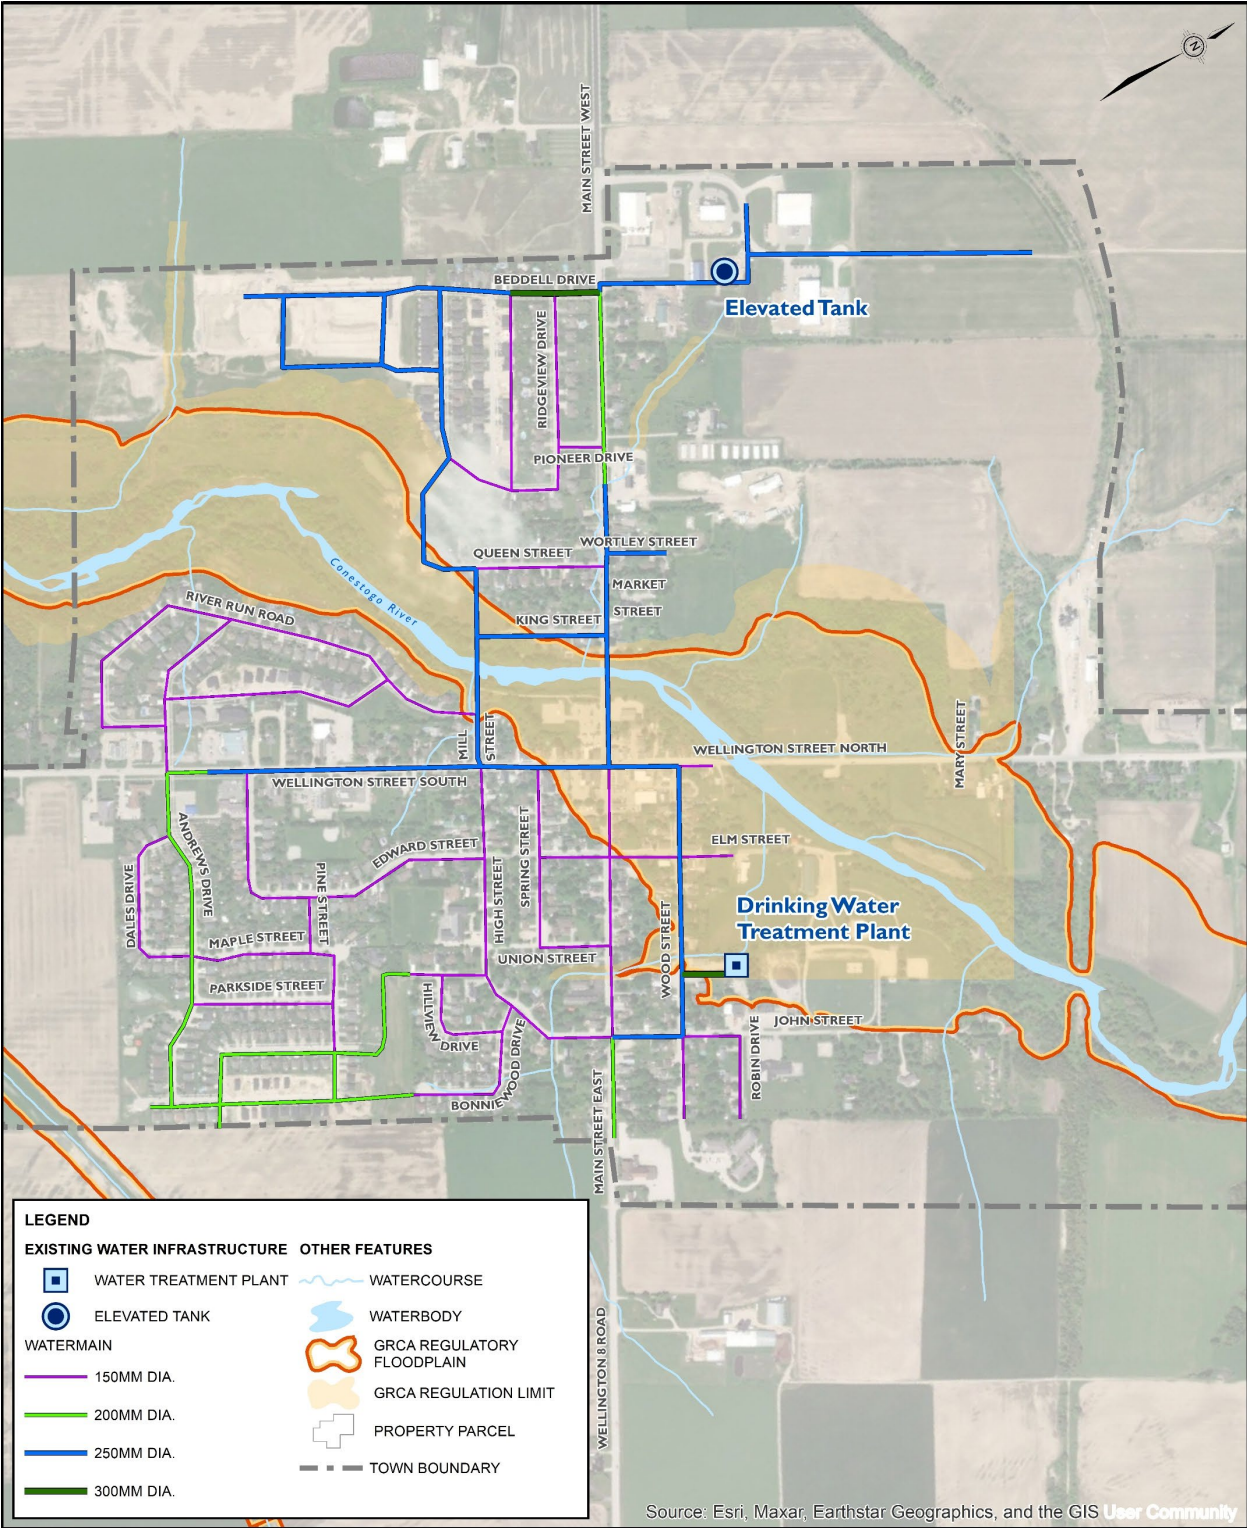 N
MAIN STREET WEST
BEDDELL DRIVE
Elevated Tank
RIDGEVIEW DRIVE
PIONEER DRIVE
WORTLEY STREET
QUEEN STREET
MARKET
STREET
KING STREET
Conestogo River
RIVER RUN ROAD
MILL
STREET
WELLINGTON STREET NORTH
MARY STREET
WELLINGTON STREET SOUTH
ANDREWS DRIVE
EDWARD STREET
SPRING STREET
ELM STREET
DALES DRIVE
PINE STREET
HIGH STREET
WOOD STREET
Drinking Water
Treatment Plant
MAPLE STREET
UNION STREET
PARKSIDE STREET
HILLVIEW
DRIVE
BONNIEWOOD DRIVE
JOHN STREET
ROBIN DRIVE
MAIN STREET EAST
WELLINGTON 8 ROAD
LEGEND
EXISTING WATER INFRASTRUCTURE
WATER TREATMENT PLANT
ELEVATED TANK
WATERMAIN
150MM DIA.
200MM DIA.
250MM DIA.
300MM DIA.
OTHER FEATURES
WATERCOURSE
WATERBODY
GRCA REGULATORY
FLOODPLAIN
GRCA REGULATION LIMIT
PROPERTY PARCEL
TOWN BOUNDARY
Source: Esri, Maxar, Earthstar Geographics, and the GIS User Community